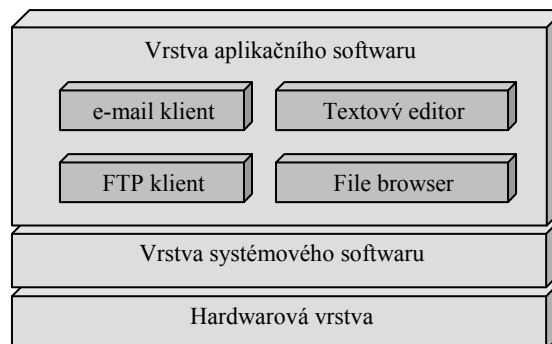 Vrstva aplikačního softwaru
e-mail klient
Textový editor
FTP klient
File browser
Vrstva systémového softwaru
Hardwarová vrstva